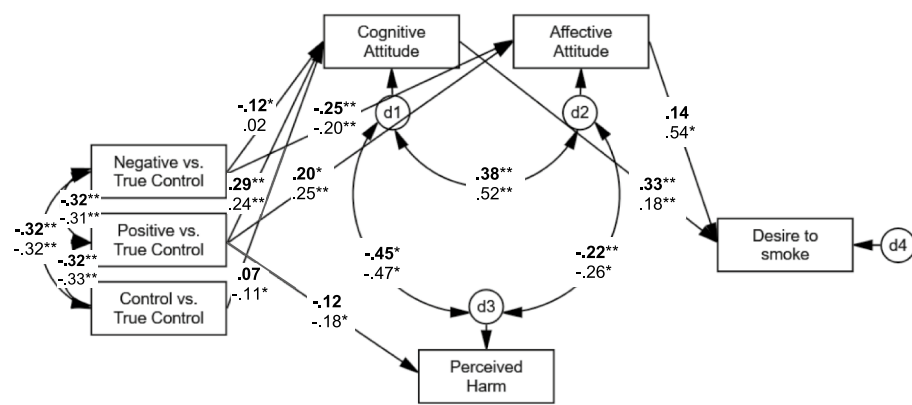 Cognitive
Attitude
Affective
Attitude
-.12*
.02
-.25**
-.20**
d1
d2
.14
.54*
Negative vs.
True Control
-.32**
-.31**
.29**
.24**
.20*
.25**
.38**
.52**
.33**
.18**
-.32**
-.32**
Positive vs.
True Control
-.32**
-.33**
.07
-.11*
-.45*
-.47*
-.22**
-.26*
Desire to
smoke
d4
Control vs.
True Control
-.12
-.18*
d3
Perceived
Harm